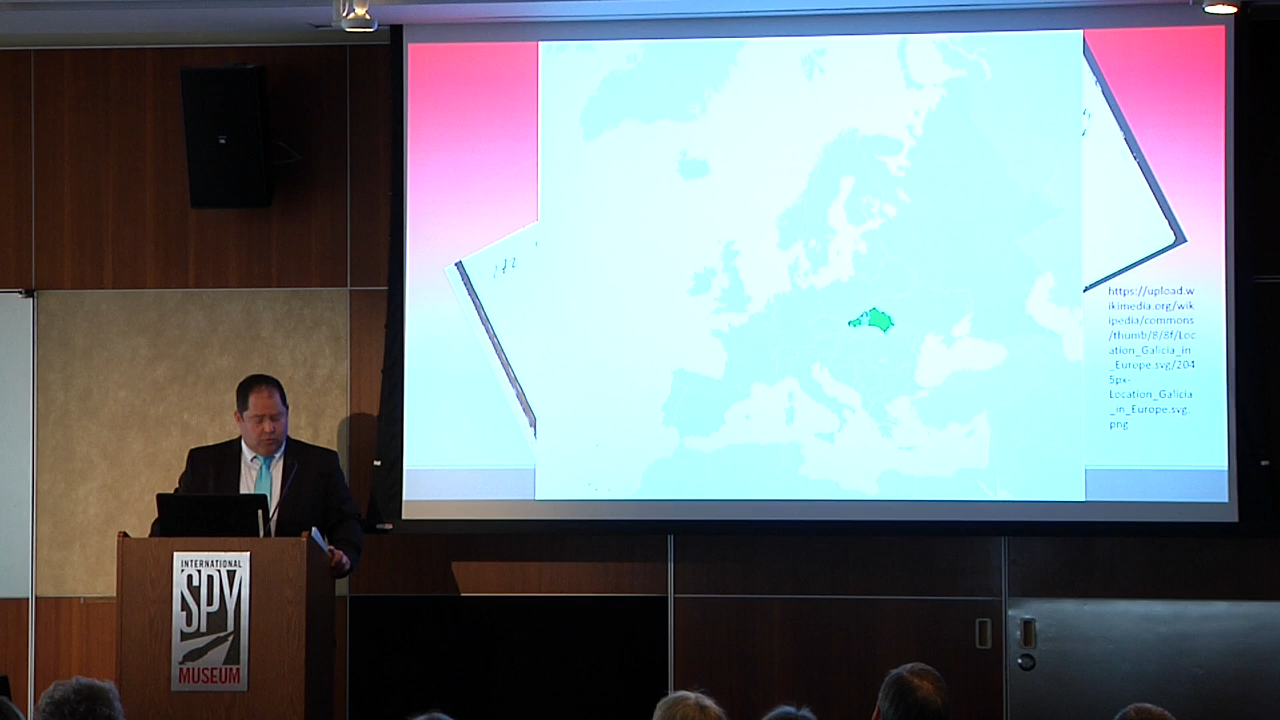 https://upload.w
ikimedia.org/wik
ipedia/commons
/thumb/8/8f/Loc
ation_Galicia_in
_Europe.svg/204
5px-
Location_Galicia
_in_Europe.svg.
png
INTERNATIONAL
SPY
MUSEUM